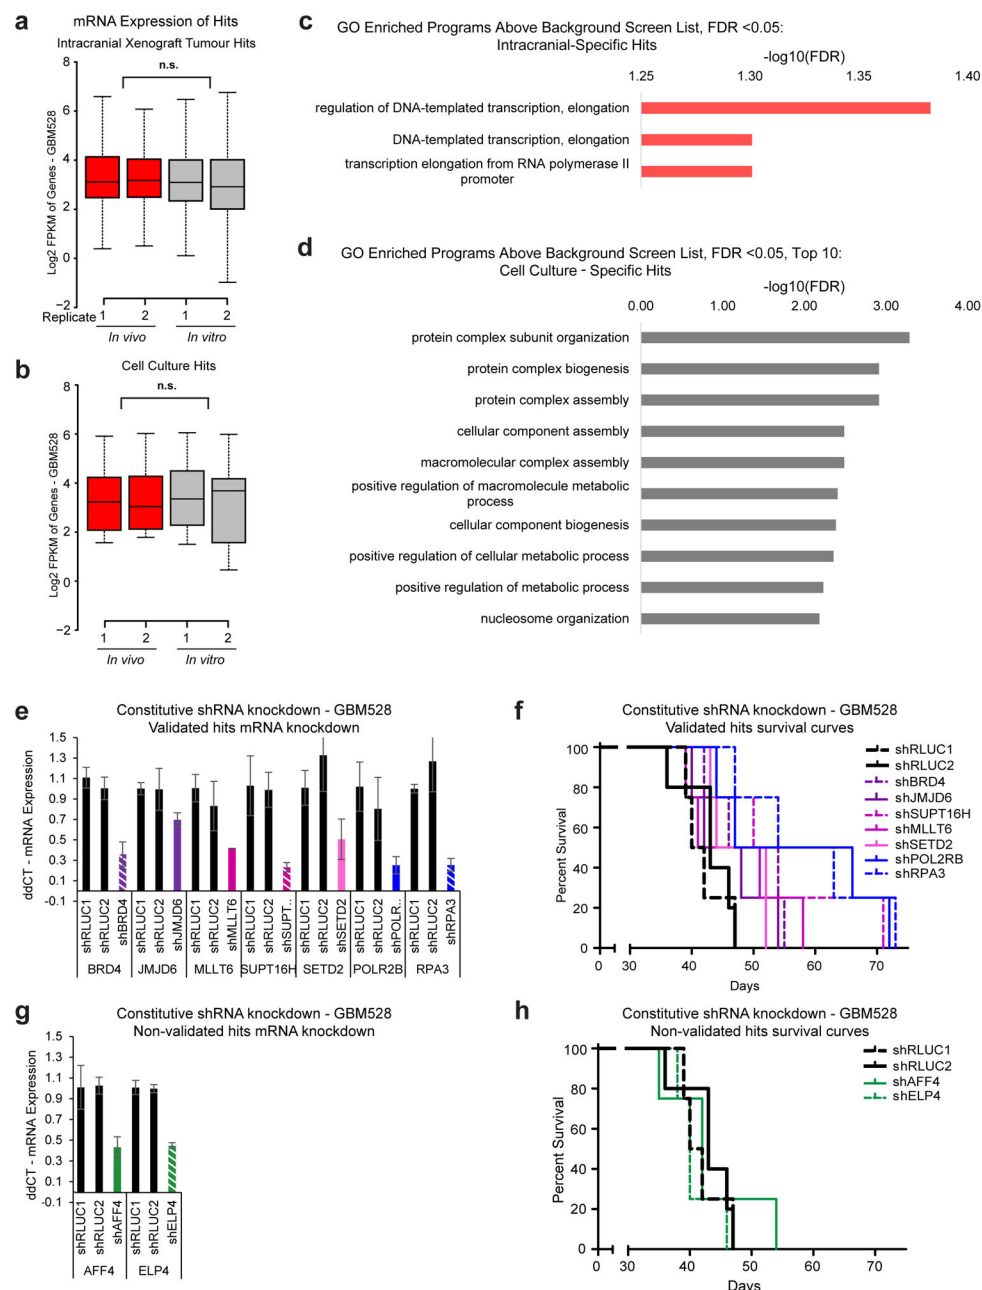 a
mRNA Expression of Hits
Intracranial Xenograft Tumour Hits
n.s.
Log2 FPKM of Genes - GBM528
8
6
4
2
0
−2
Replicate
1 2 1 2
In vivo In vitro
b
Cell Culture Hits
n.s.
Log2 FPKM of Genes - GBM528
8
6
4
2
0
−2
1 2 1 2
In vivo In vitro
c
GO Enriched Programs Above Background Screen List, FDR <0.05:
Intracranial-Specific Hits
-log10(FDR)
1.25 1.30 1.35 1.40
regulation of DNA-templated transcription, elongation
DNA-templated transcription, elongation
transcription elongation from RNA polymerase II
promoter
d
GO Enriched Programs Above Background Screen List, FDR <0.05, Top 10:
Cell Culture - Specific Hits
-log10(FDR)
0.00 1.00 2.00 3.00 4.00
protein complex subunit organization
protein complex biogenesis
protein complex assembly
cellular component assembly
macromolecular complex assembly
positive regulation of macromolecule metabolic
process
cellular component biogenesis
positive regulation of cellular metabolic process
positive regulation of metabolic process
nucleosome organization
e
Constitutive shRNA knockdown - GBM528
Validated hits mRNA knockdown
ddCT - mRNA Expression
1.5
1.3
1.1
0.9
0.7
0.5
0.3
0.1
-0.1
shRLUC1 shRLUC2 shBRD4 shRLUC1 shRLUC2 shJMJD6 shRLUC1 shRLUC2 shMLLT6 shRLUC1 shRLUC2 shSUPT.. shRLUC1 shRLUC2 shSETD2 shRLUC1 shRLUC2 shPOLR... shRLUC1 shRLUC2 shRPA3
BRD4 JMJD6 MLLT6 SUPT16H SETD2 POLR2B RPA3
f
Constitutive shRNA knockdown - GBM528
Validated hits survival curves
Percent Survival
100
80
60
40
20
0
0 30 40 50 60 70
Days
shRLUC1
shRLUC2
shBRD4
shJMJD6
shSUPT16H
shMLLT6
shSETD2
shPOL2RB
shRPA3
g
Constitutive shRNA knockdown - GBM528
Non-validated hits mRNA knockdown
ddCT - mRNA Expression
1.5
1.3
1.1
0.9
0.7
0.5
0.3
0.1
-0.1
shRLUC1 shRLUC2 shAFF4 shRLUC1 shRLUC2 shELP4
AFF4 ELP4
h
Constitutive shRNA knockdown - GBM528
Non-validated hits survival curves
Percent Survival
100
80
60
40
20
0
0 30 40 50 60 70
Days
shRLUC1
shRLUC2
shAFF4
shELP4